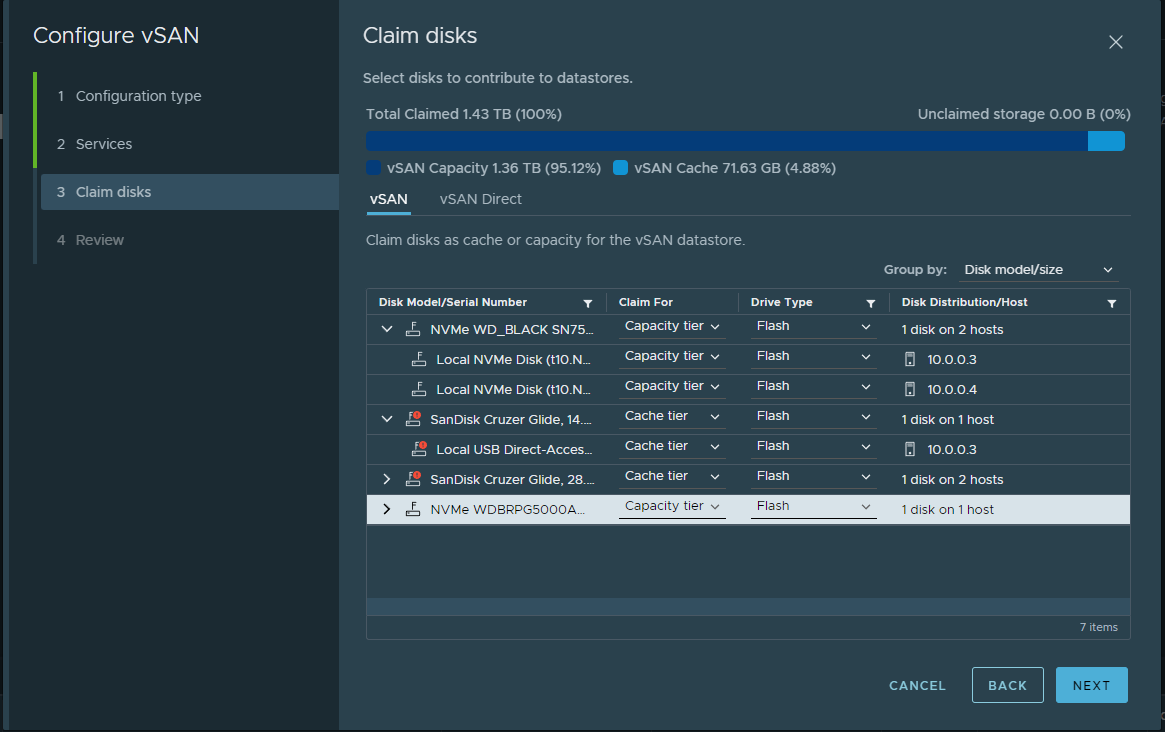 Configure vSAN
1 Configuration type
2 Services
3 Claim disks
4 Review
Claim disks
Select disks to contribute to datastores.
Total Claimed 1.43 TB (100%) Unclaimed storage 0.00 B (0%)
vSAN Capacity 1.36 TB (95.12%) vSAN Cache 71.63 GB (4.88%)
vSAN vSAN Direct
Claim disks as cache or capacity for the vSAN datastore.
Group by: Disk model/size
Disk Model/Serial Number Claim For Drive Type Disk Distribution/Host
NVMe WD_BLACK SN75... Capacity tier Flash 1 disk on 2 hosts
Local NVMe Disk (t10.N... Capacity tier Flash 10.0.0.3
Local NVMe Disk (t10.N... Capacity tier Flash 10.0.0.4
SanDisk Cruzer Glide, 14.... Cache tier Flash 1 disk on 1 host
Local USB Direct-Acces... Cache tier Flash 10.0.0.3
SanDisk Cruzer Glide, 28.... Cache tier Flash 1 disk on 2 hosts
NVMe WDBRPG5000A... Capacity tier Flash 1 disk on 1 host
7 items
CANCEL BACK NEXT